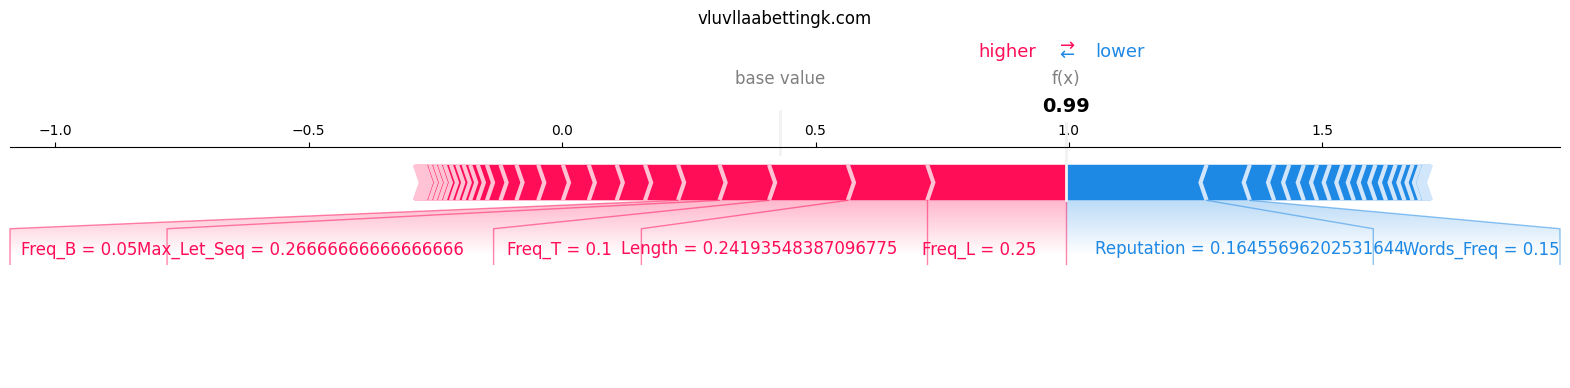 vluvllaabettingk.com
higher ⇄ lower
base value f(x)
0.99
−1.0 −0.5 0.0 0.5 1.0 1.5
Freq_B = 0.05 Max_Let_Seq = 0.26666666666666666 Freq_T = 0.1 Length = 0.24193548387096775 Freq_L = 0.25 Reputation = 0.16455696202531644 Words_Freq = 0.15